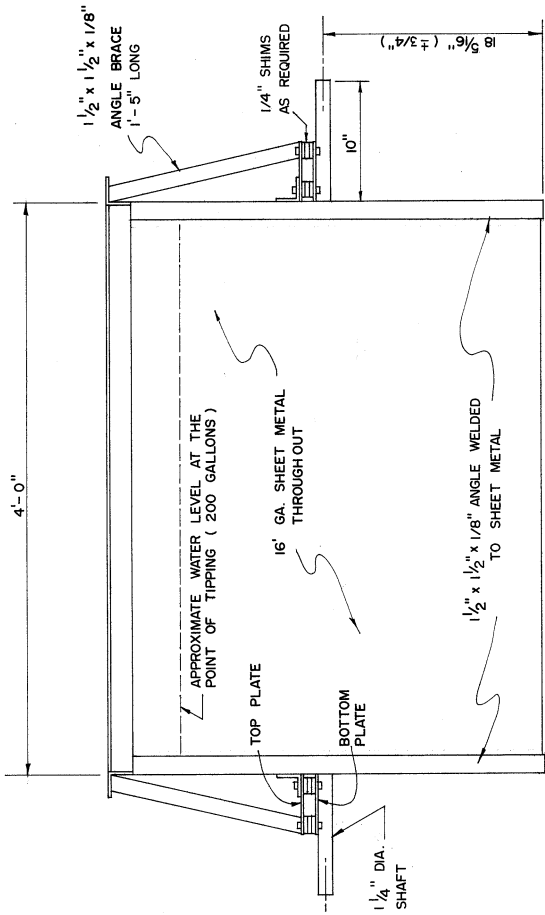 4'-0"
1 1/2" x 1 1/2" x 1/8"
ANGLE BRACE
1'-5" LONG
APPROXIMATE WATER LEVEL AT THE
POINT OF TIPPING ( 200 GALLONS )
1/4" SHIMS
AS REQUIRED
TOP PLATE
16' GA. SHEET METAL
THROUGH OUT
10"
BOTTOM
PLATE
18 5/16" ( ± 3/4" )
1 1/4" DIA.
SHAFT
1 1/2" x 1 1/2" x 1/8" ANGLE WELDED
TO SHEET METAL